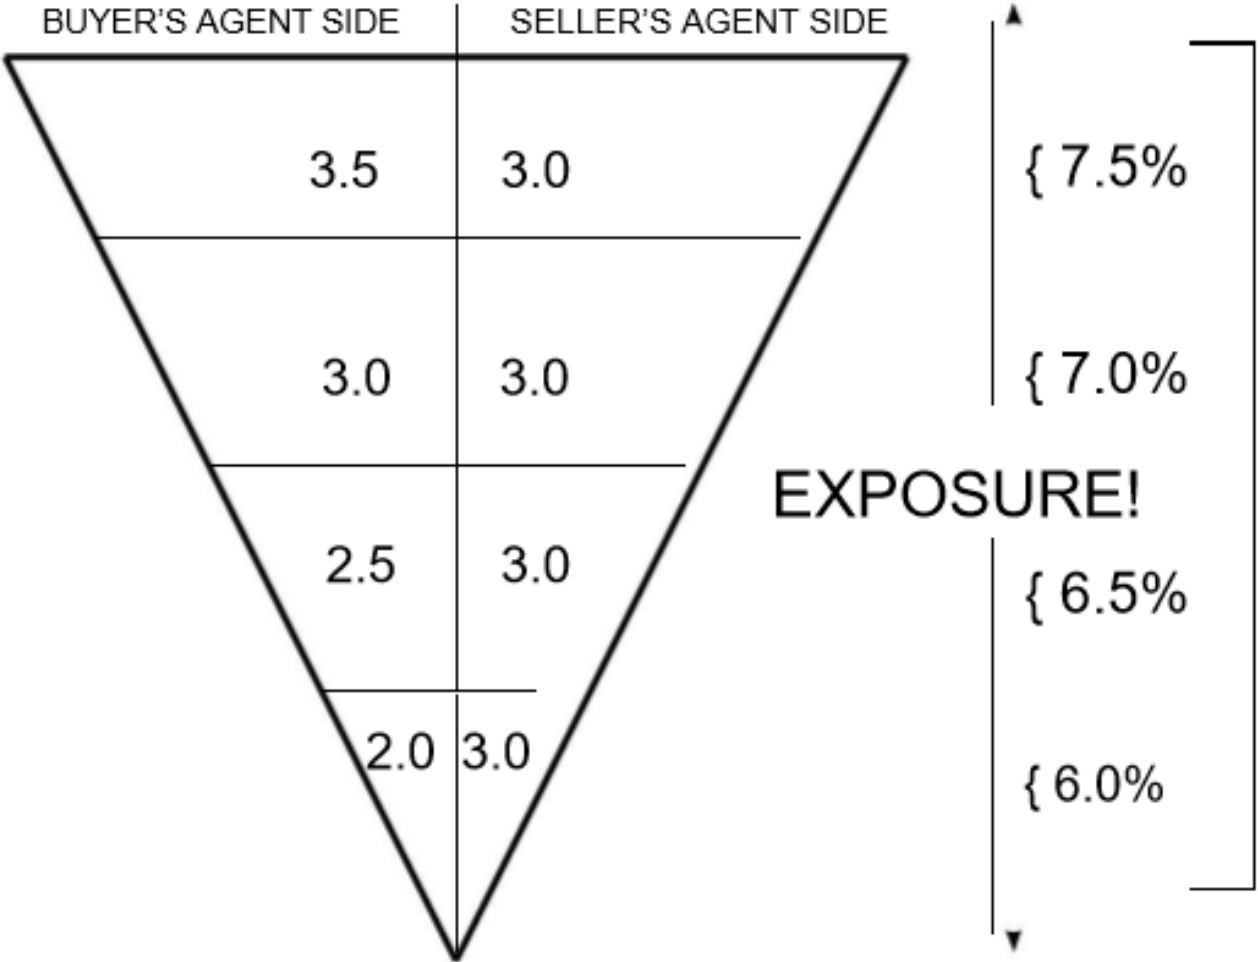 BUYER'S AGENT SIDE SELLER'S AGENT SIDE
3.5 3.0 { 7.5%
3.0 3.0 { 7.0%
EXPOSURE!
2.5 3.0 { 6.5%
2.0 3.0 { 6.0%